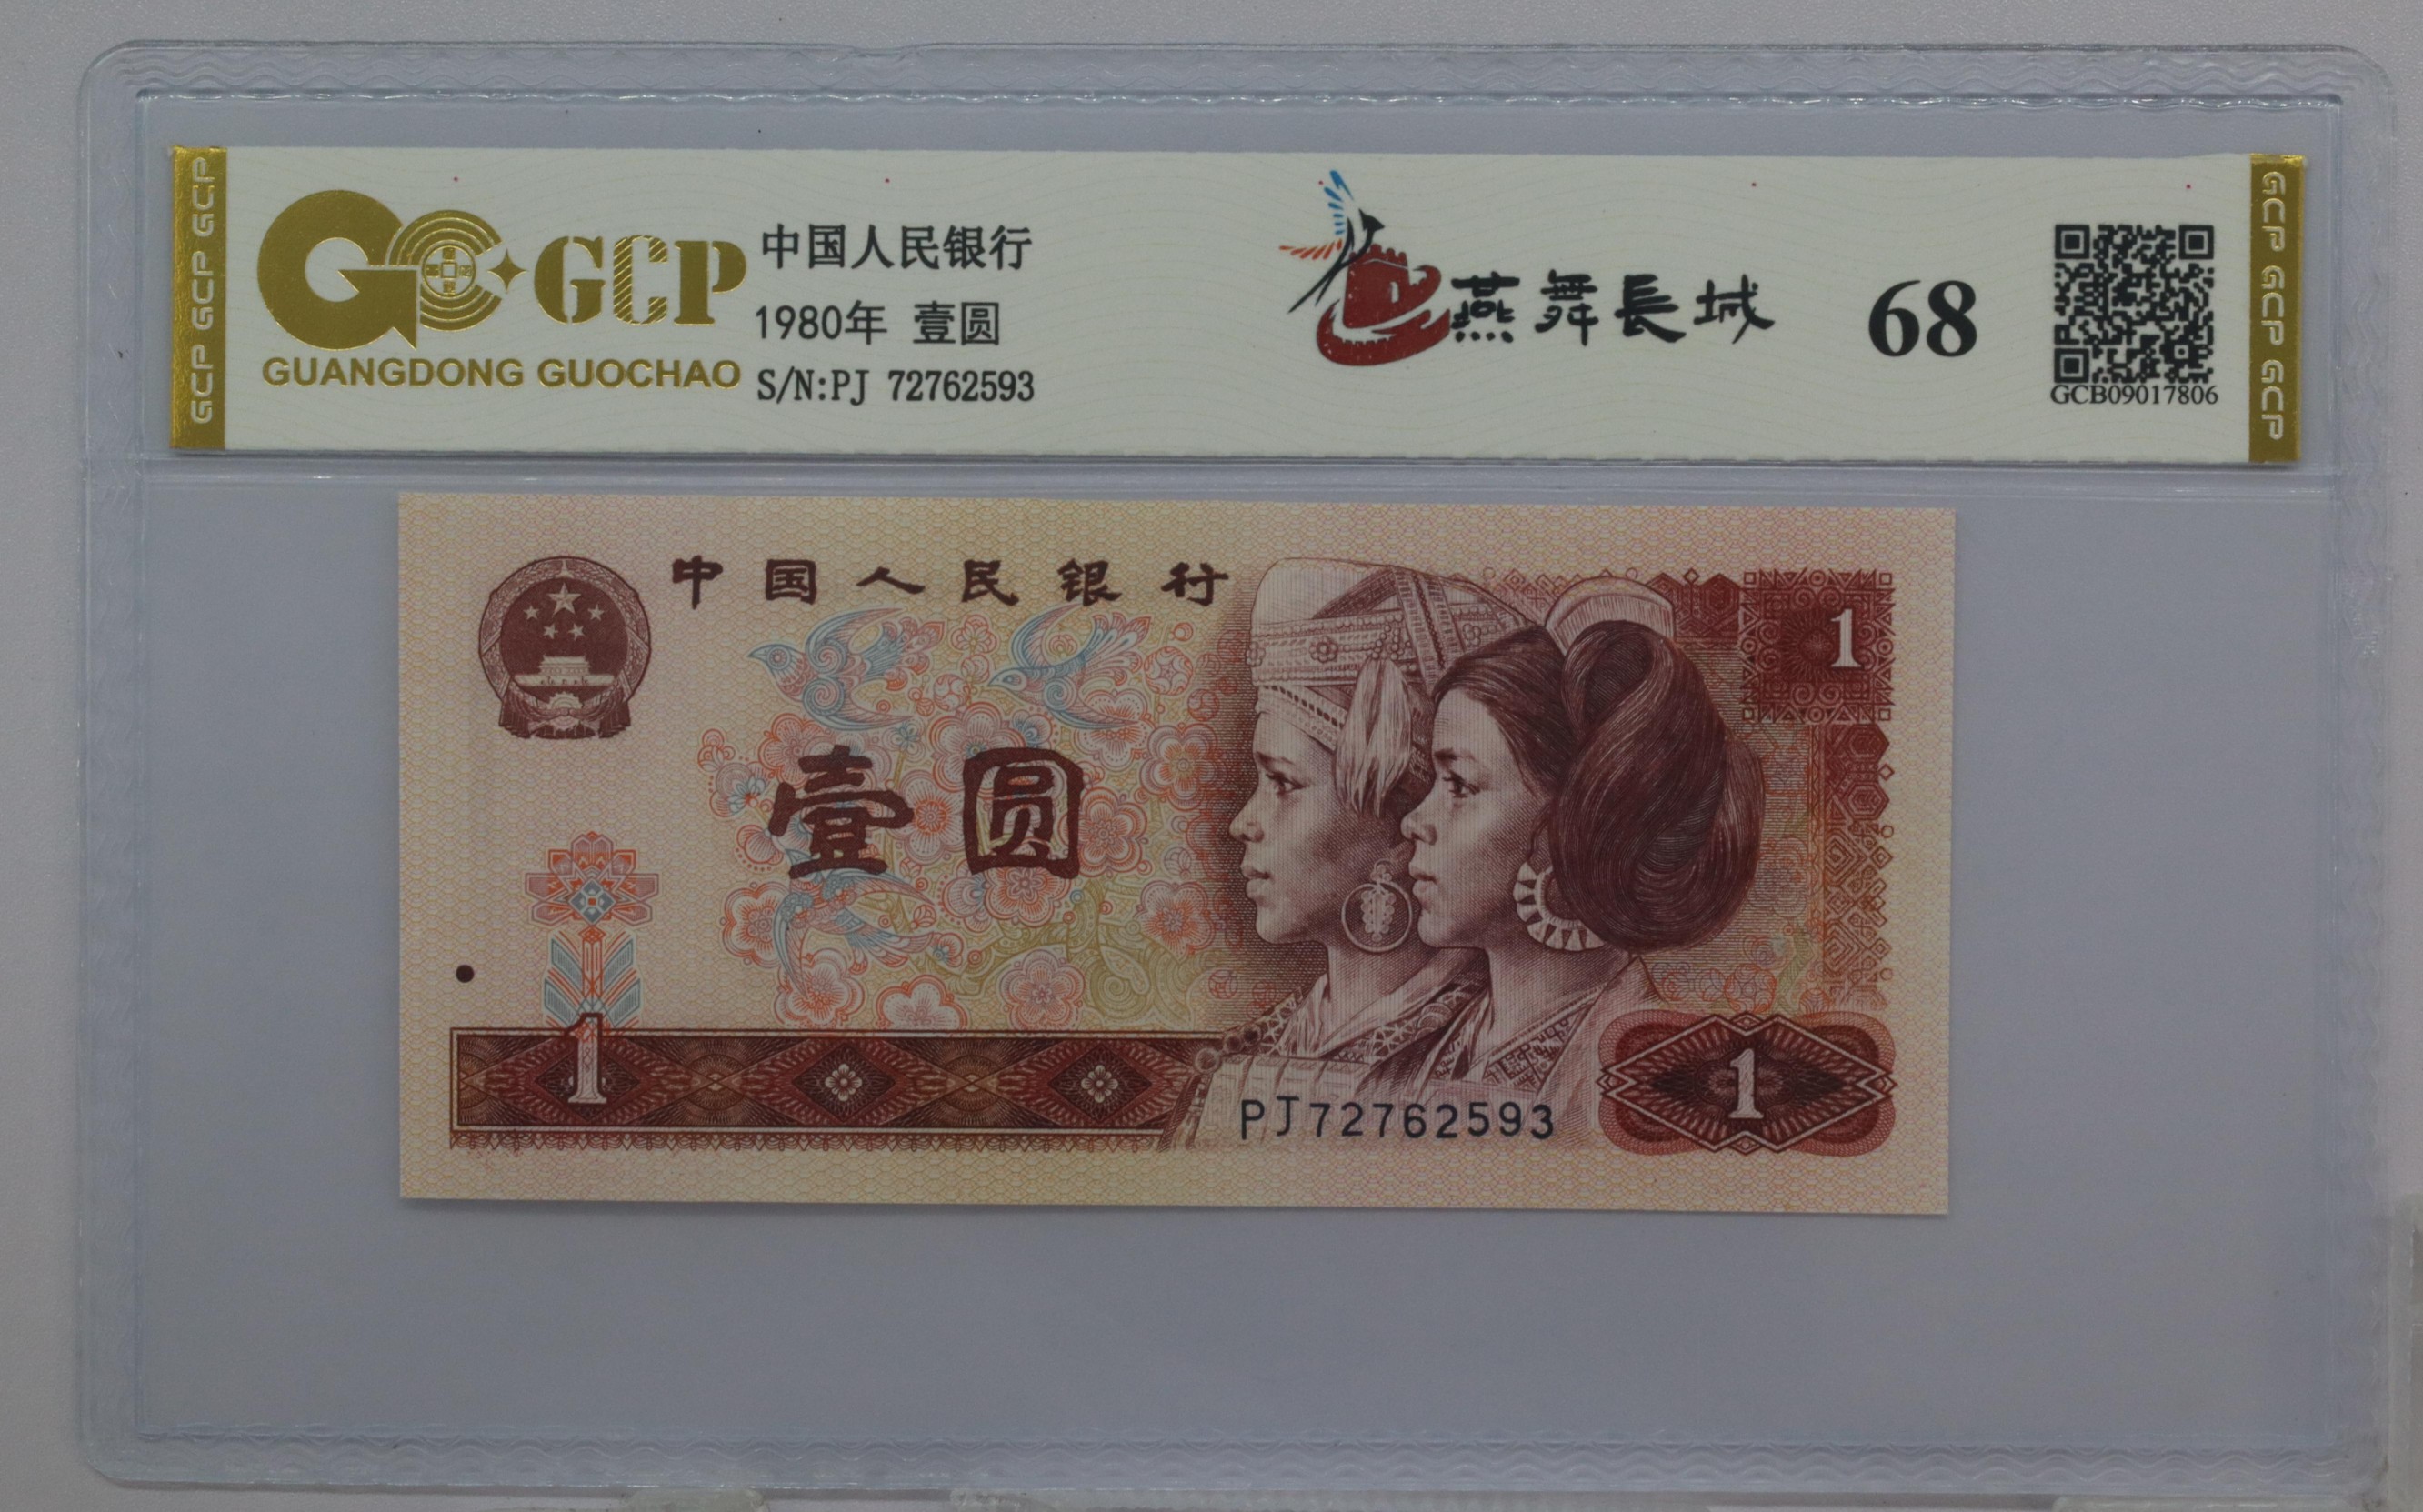 GCP GCP GCP
GCP
GUANGDONG GUOCHAO
中国人民银行
1980年 壹圆
S/N:PJ 72762593
燕舞長城
68
GCB09017806
GCP GCP GCP
中国人民银行
1
壹圆
1
PJ72762593
1